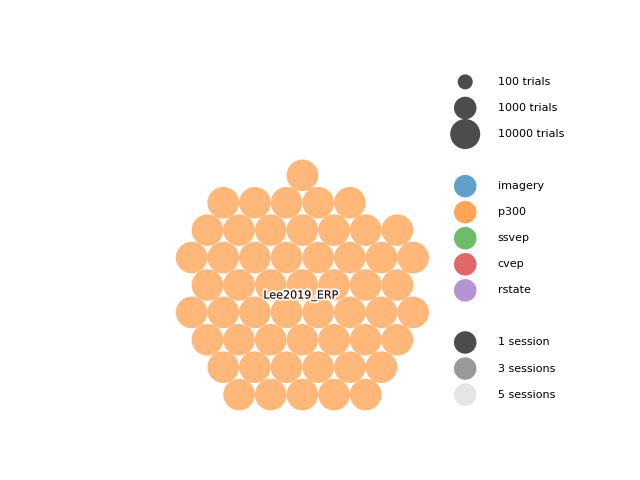 100 trials
1000 trials
10000 trials
imagery
p300
ssvep
cvep
rstate
Lee2019_ERP
1 session
3 sessions
5 sessions